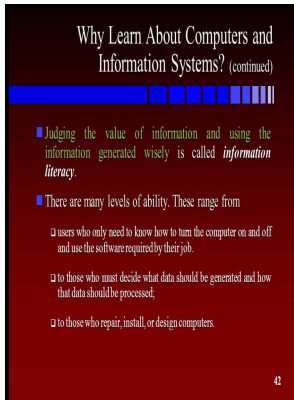 Why Learn About Computers and
Information Systems? (continued)
Judging the value of information and using the
information generated wisely is called information
literacy.
There are many levels of ability. These range from
users who only need to know how to turn the computer on and off
and use the software required by their job.
to those who must decide what data should be generated and how
that data should be processed;
to those who repair, install, or design computers.
42